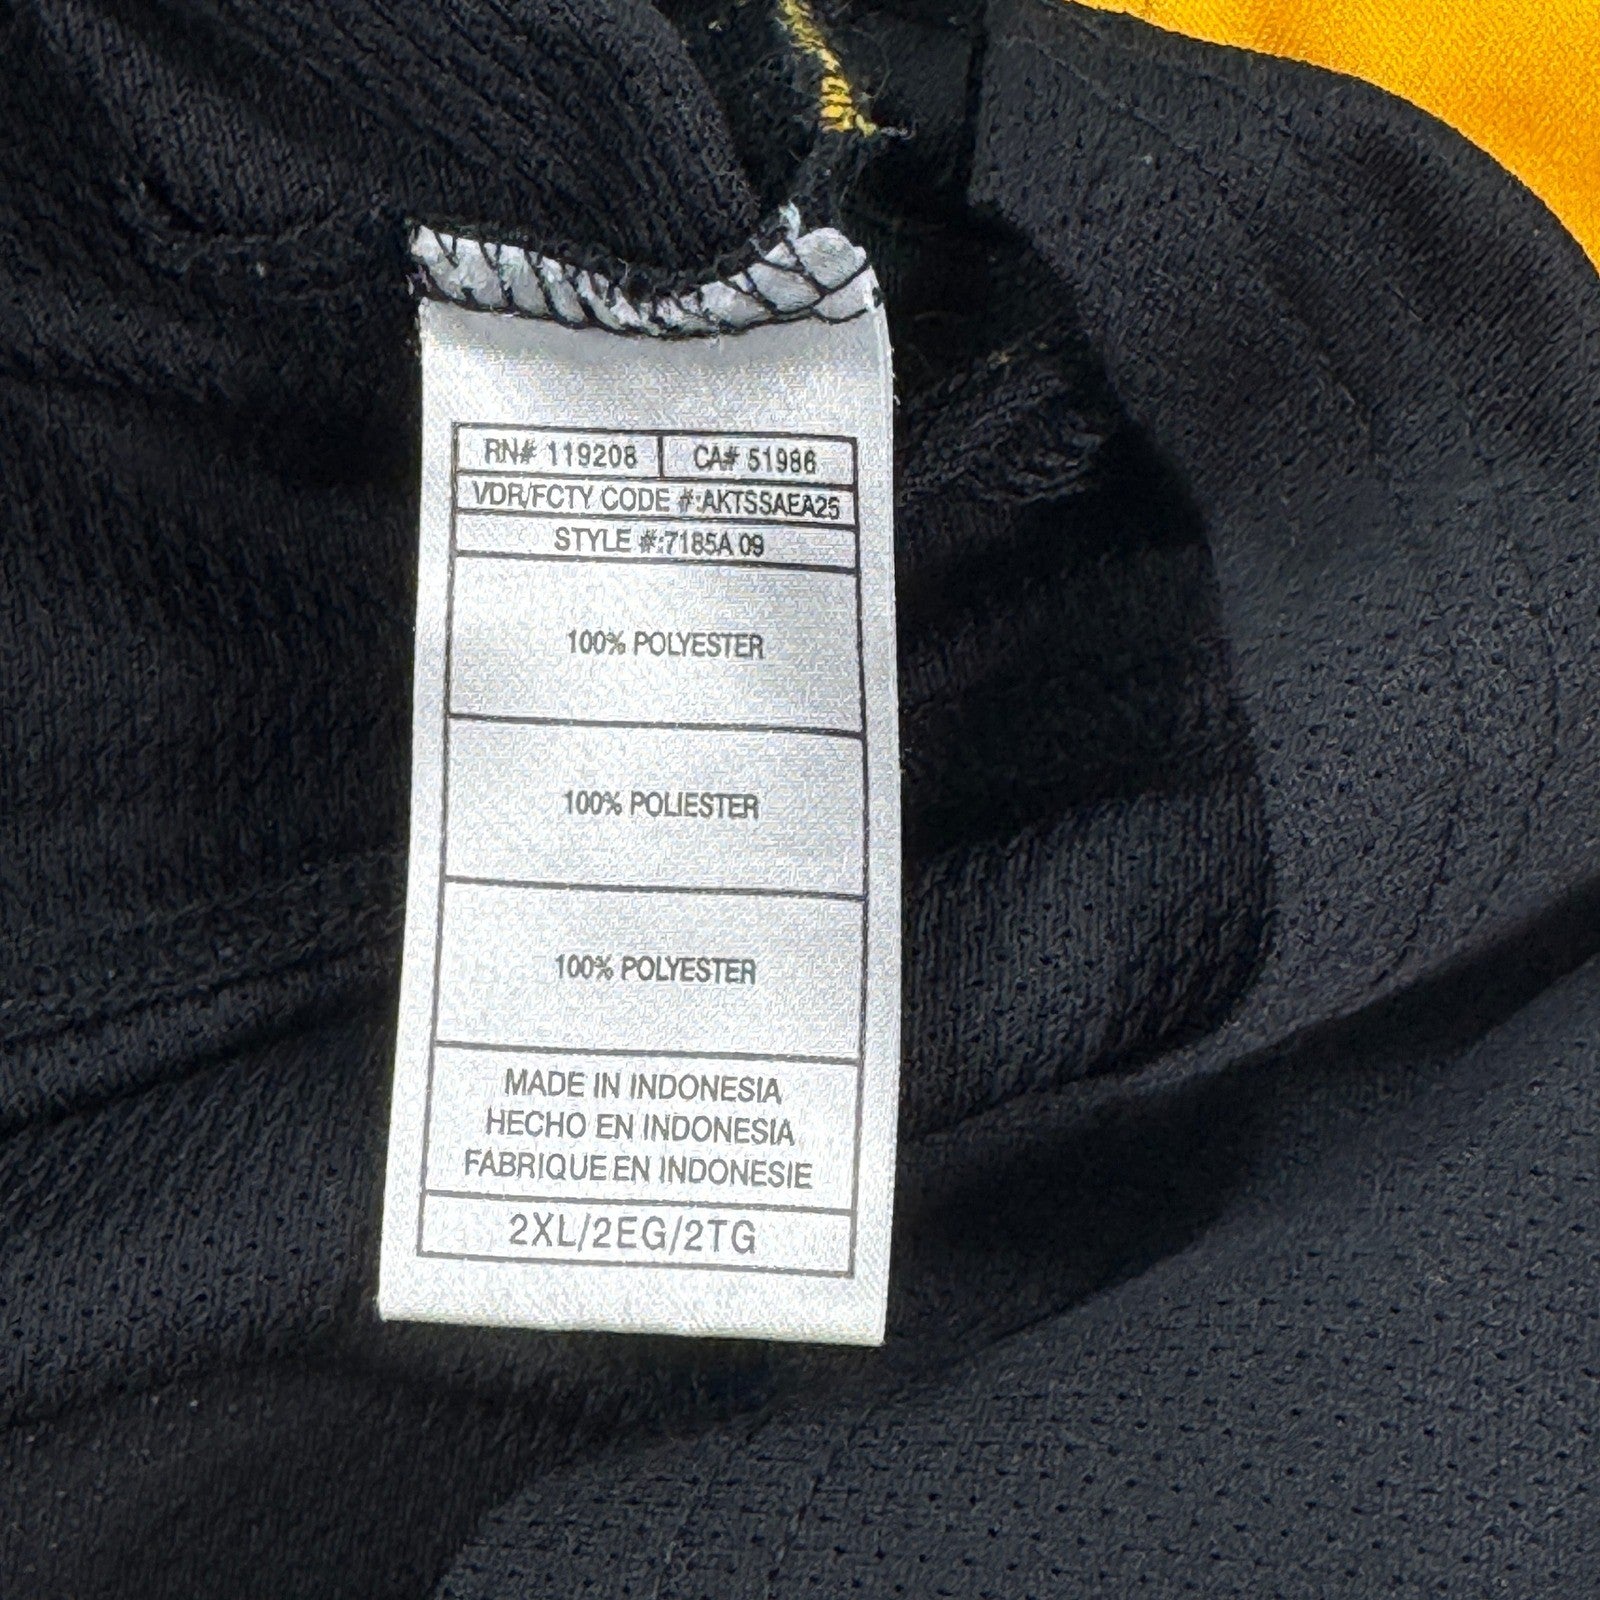 RN# 119208 CA# 51986
VDR/FCTY CODE #:AKTSSAEA25
STYLE #:7185A 09
100% POLYESTER
100% POLIESTER
100% POLYESTER
MADE IN INDONESIA
HECHO EN INDONESIA
FABRIQUE EN INDONESIE
2XL/2EG/2TG